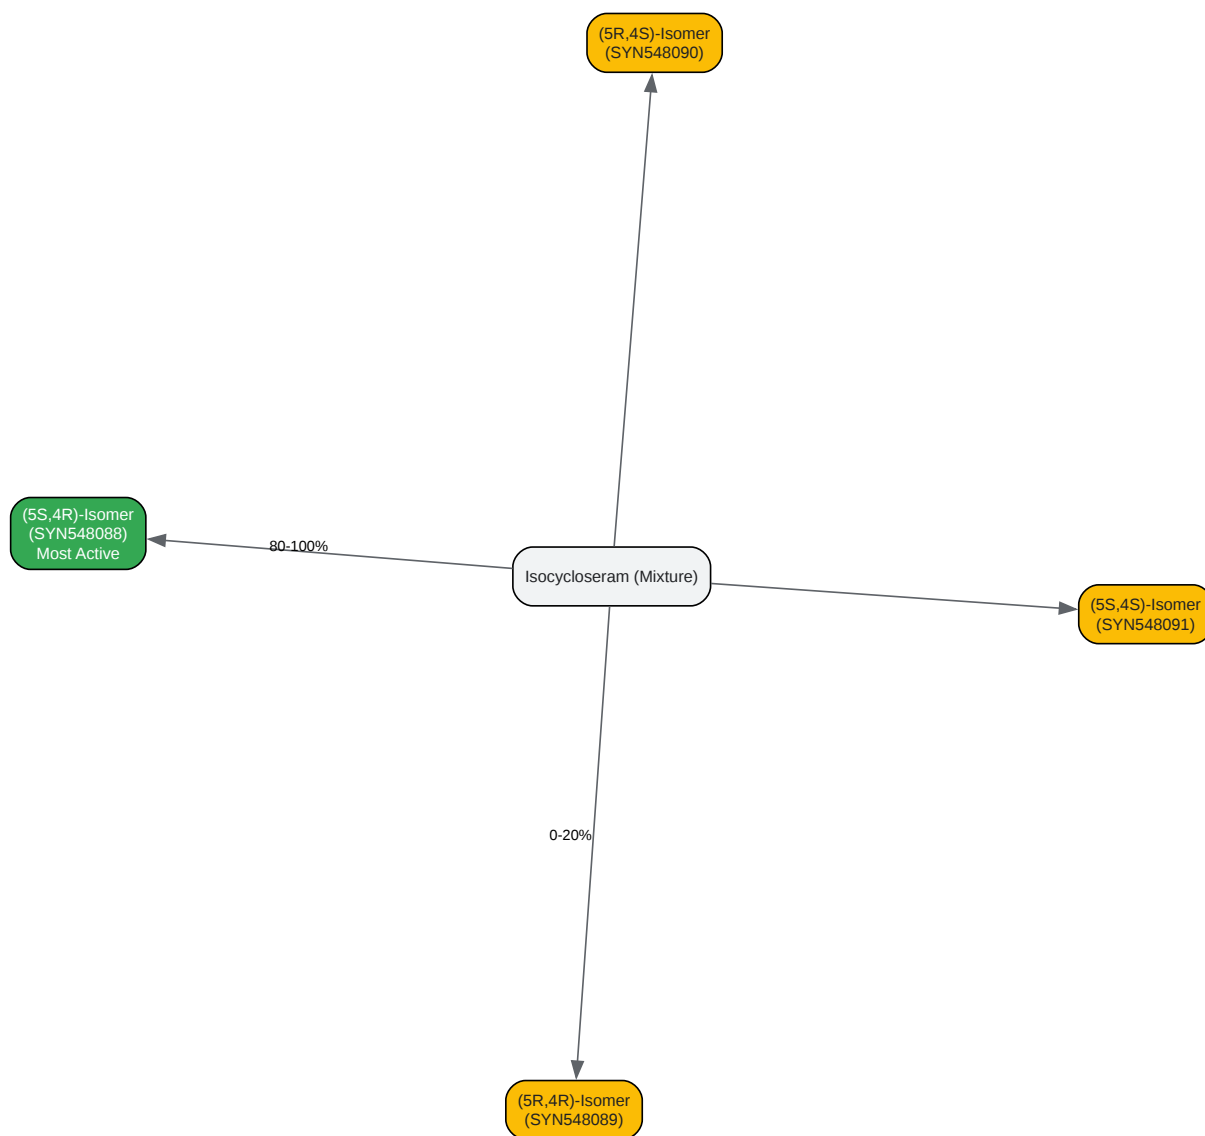 (5R,4S)-Isomer
(SYN548090)
(5S,4R)-Isomer
(SYN548088)
Most Active
80-100%
Isocycloseram (Mixture)
(5S,4S)-Isomer
(SYN548091)
0-20%
(5R,4R)-Isomer
(SYN548089)